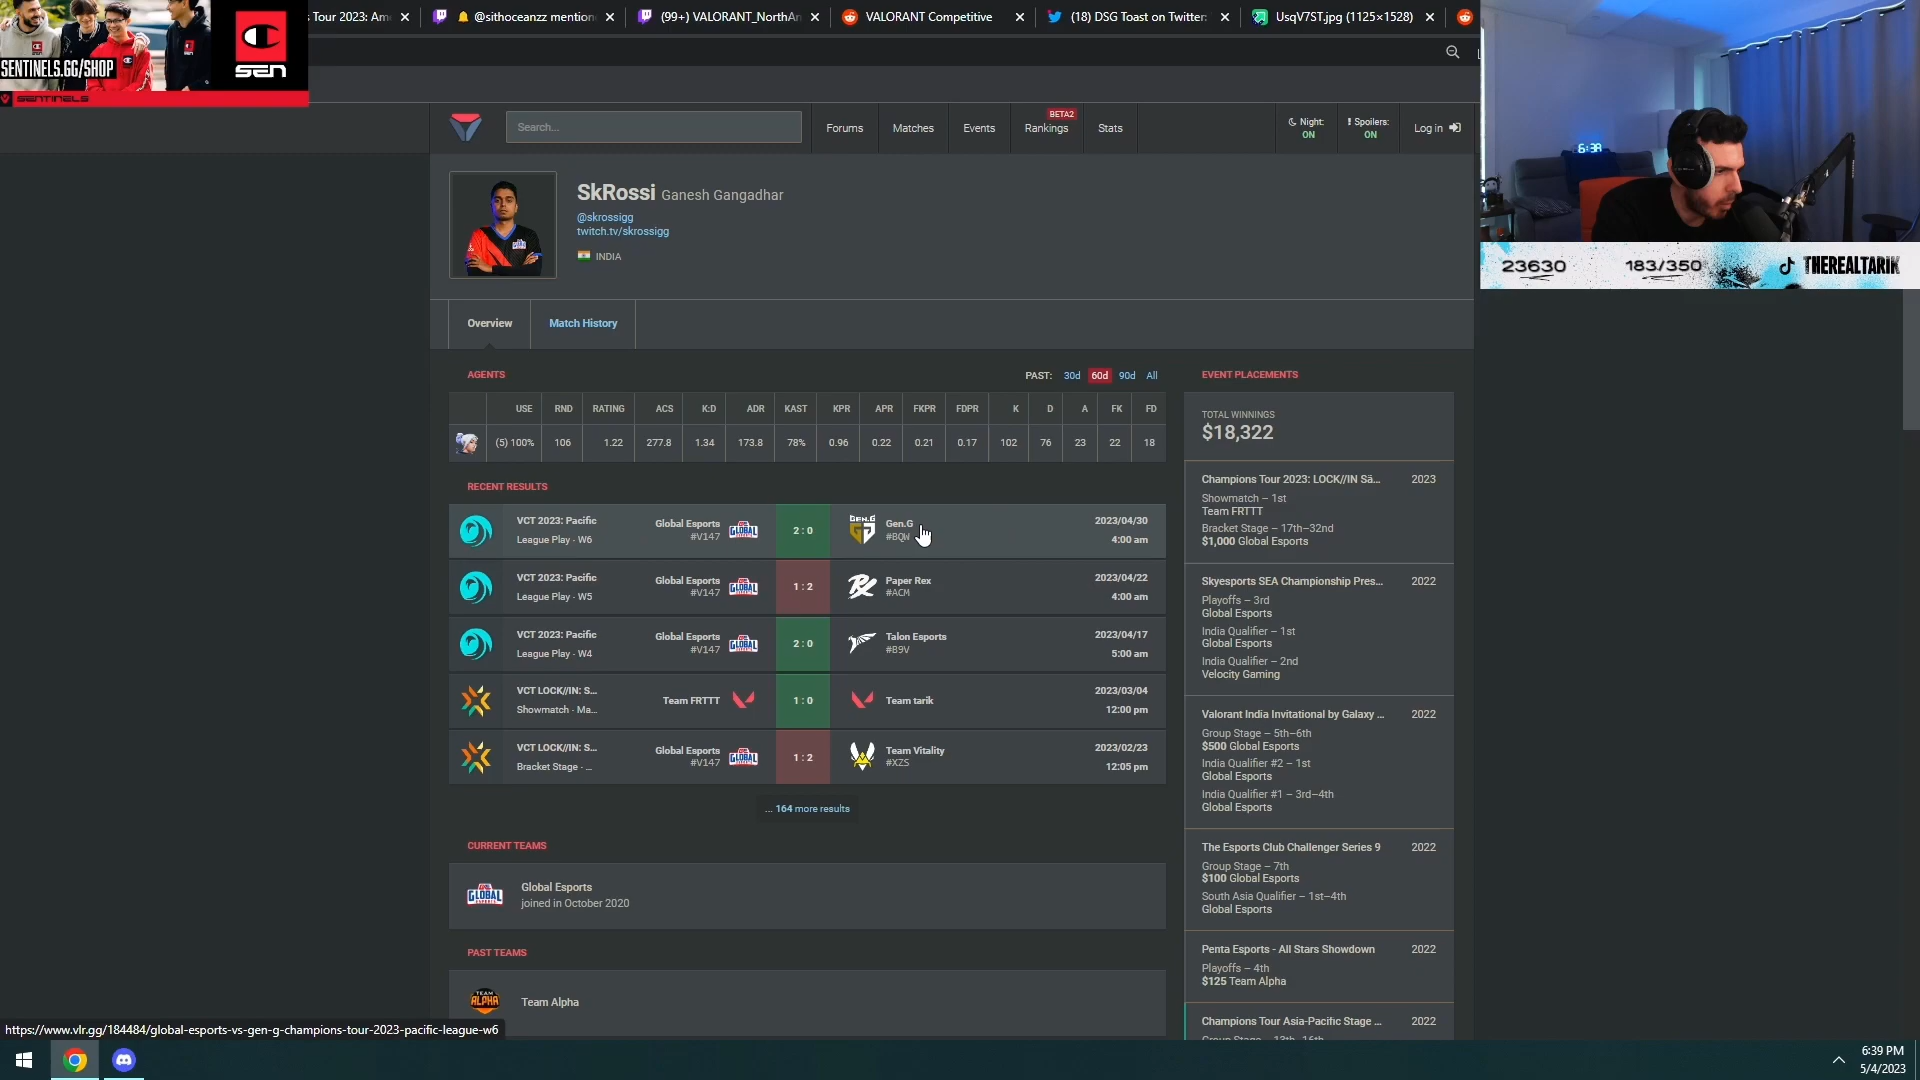 s Tour 2023: Am
@sithoceanzz mention
(99+) VALORANT_NorthAn
VALORANT Competitive
(18) DSG Toast on Twitter:
UsqV7ST.jpg (1125×1528)
SENTINELS.GG/SHOP
SEN
SENTINELS
Search...
Forums
Matches
Events
BETA2
Rankings
Stats
Night:
ON
Spoilers:
ON
Log in
6:38
23630
183/350
THEREALTARIK
SkRossi Ganesh Gangadhar
@skrossigg
twitch.tv/skrossigg
INDIA
Overview
Match History
AGENTS
PAST: 30d 60d 90d All
USE RND RATING ACS K:D ADR KAST KPR APR FKPR FDPR K D A FK FD
(5) 100% 106 1.22 277.8 1.34 173.8 78% 0.96 0.22 0.21 0.17 102 76 23 22 18
RECENT RESULTS
VCT 2023: Pacific
League Play · W6
Global Esports
#V147
GLOBAL
2 : 0
GEN.G
Gen.G
#BQW
2023/04/30
4:00 am
VCT 2023: Pacific
League Play · W5
Global Esports
#V147
GLOBAL
1 : 2
Paper Rex
#ACM
2023/04/22
4:00 am
VCT 2023: Pacific
League Play · W4
Global Esports
#V147
GLOBAL
2 : 0
Talon Esports
#B9V
2023/04/17
5:00 am
VCT LOCK//IN: S...
Showmatch · Ma...
Team FRTTT
1 : 0
Team tarik
2023/03/04
12:00 pm
VCT LOCK//IN: S...
Bracket Stage · ...
Global Esports
#V147
GLOBAL
1 : 2
Team Vitality
#XZS
2023/02/23
12:05 pm
... 164 more results
CURRENT TEAMS
GLOBAL
Global Esports
joined in October 2020
PAST TEAMS
TEAM
ALPHA
Team Alpha
EVENT PLACEMENTS
TOTAL WINNINGS
$18,322
Champions Tour 2023: LOCK//IN Sã... 2023
Showmatch – 1st
Team FRTTT
Bracket Stage – 17th–32nd
$1,000 Global Esports
Skyesports SEA Championship Pres... 2022
Playoffs – 3rd
Global Esports
India Qualifier – 1st
Global Esports
India Qualifier – 2nd
Velocity Gaming
Valorant India Invitational by Galaxy ... 2022
Group Stage – 5th–6th
$500 Global Esports
India Qualifier #2 – 1st
Global Esports
India Qualifier #1 – 3rd–4th
Global Esports
The Esports Club Challenger Series 9 2022
Group Stage – 7th
$100 Global Esports
South Asia Qualifier – 1st–4th
Global Esports
Penta Esports - All Stars Showdown 2022
Playoffs – 4th
$125 Team Alpha
Champions Tour Asia-Pacific Stage ... 2022
Group Stage – 13th–16th
https://www.vlr.gg/184484/global-esports-vs-gen-g-champions-tour-2023-pacific-league-w6
6:39 PM
5/4/2023